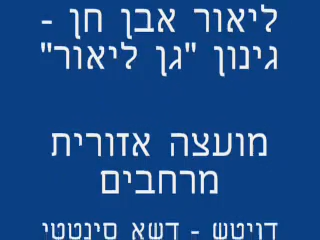 ליאור אבן חן -
גינון "גן ליאור"
מועצה אזורית
מרחבים
דויטש - דשא סינטטי